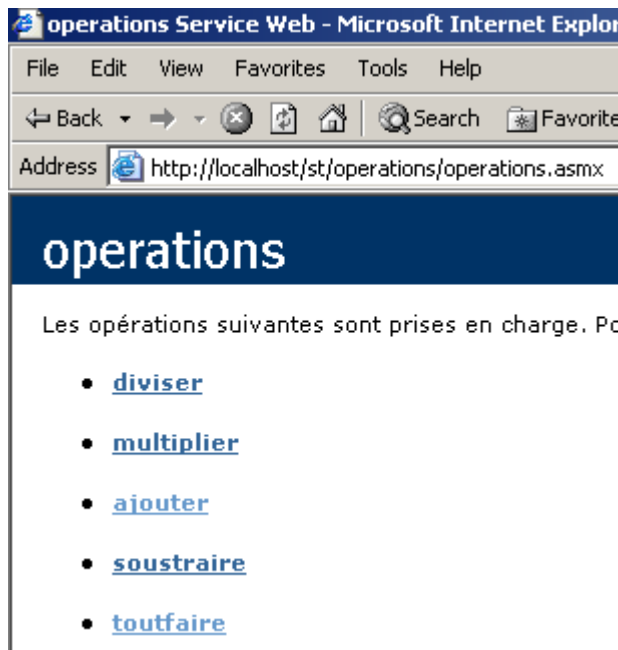 operations Service Web - Microsoft Internet Explor
File Edit View Favorites Tools Help
Back Search Favorite
Address http://localhost/st/operations/operations.asmx
operations
Les opérations suivantes sont prises en charge. Po
diviser
multiplier
ajouter
soustraire
toutfaire